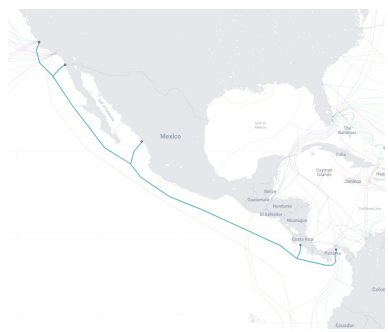 Gulf of
Mexico
The
Bahamas
Mexico
Cuba
Cayman
Islands
Jamaica
Belize
Guatemala
Honduras
El Salvador
Nicaragua
Costa Rica
Panama
Ecuador